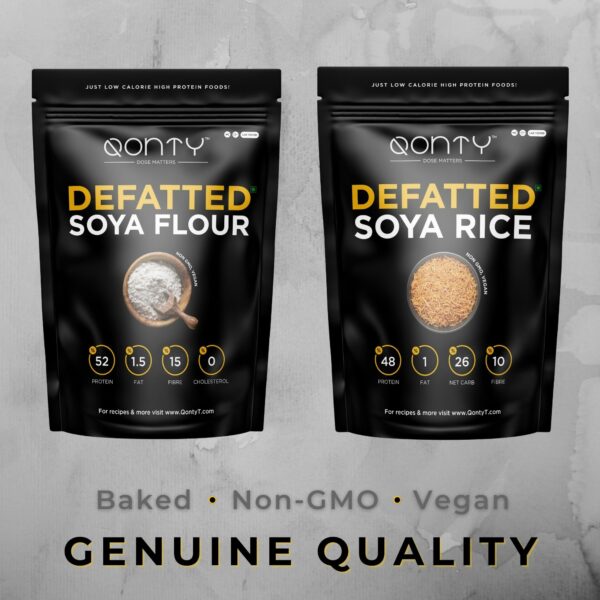 JUST LOW CALORIE HIGH PROTEIN FOODS!
QONTY™
DOSE MATTERS
DEFATTED
SOYA FLOUR
NON GMO, VEGAN
% % % %
52 1.5 15 0
PROTEIN FAT FIBRE CHOLESTEROL
For recipes & more visit www.QontyT.com
JUST LOW CALORIE HIGH PROTEIN FOODS!
QONTY™
DOSE MATTERS
DEFATTED
SOYA RICE
NON GMO, VEGAN
% % % %
48 1 26 10
PROTEIN FAT NET CARB FIBRE
For recipes & more visit www.QontyT.com
Baked • Non-GMO • Vegan
GENUINE QUALITY